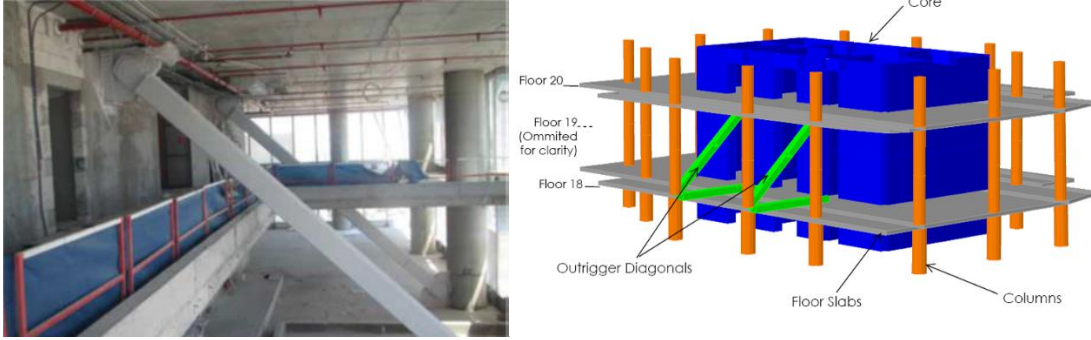 Core
Floor 20
Floor 19
(Ommited
for clarity)
Floor 18
Outrigger Diagonals
Floor Slabs
Columns